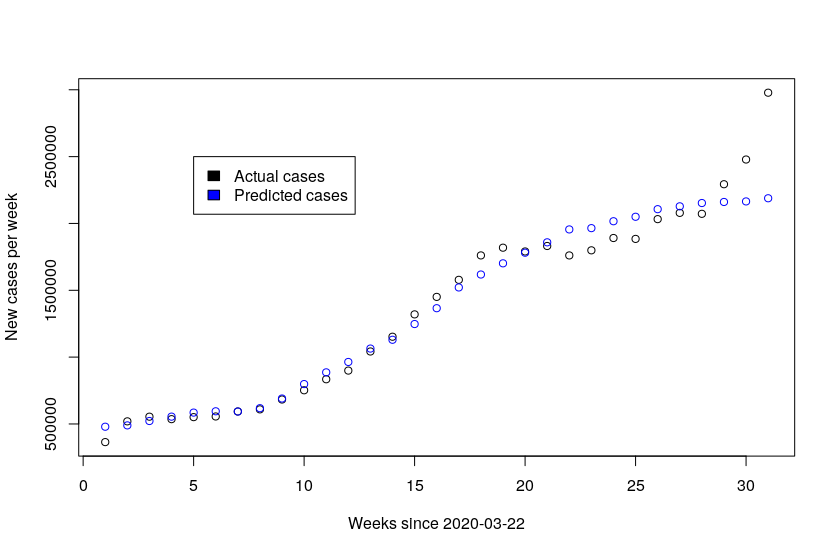 New cases per week
2500000
1500000
500000
Actual cases
Predicted cases
0 5 10 15 20 25 30
Weeks since 2020-03-22